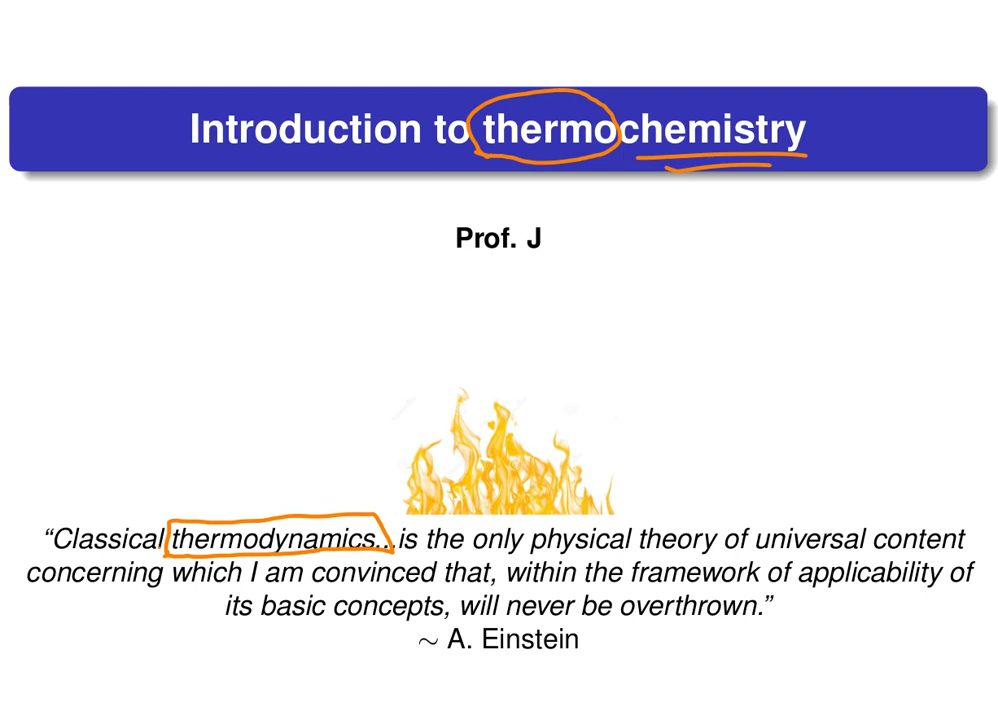 Introduction to thermochemistry
Prof. J
“Classical thermodynamics...is the only physical theory of universal content
concerning which I am convinced that, within the framework of applicability of
its basic concepts, will never be overthrown.”
∼ A. Einstein